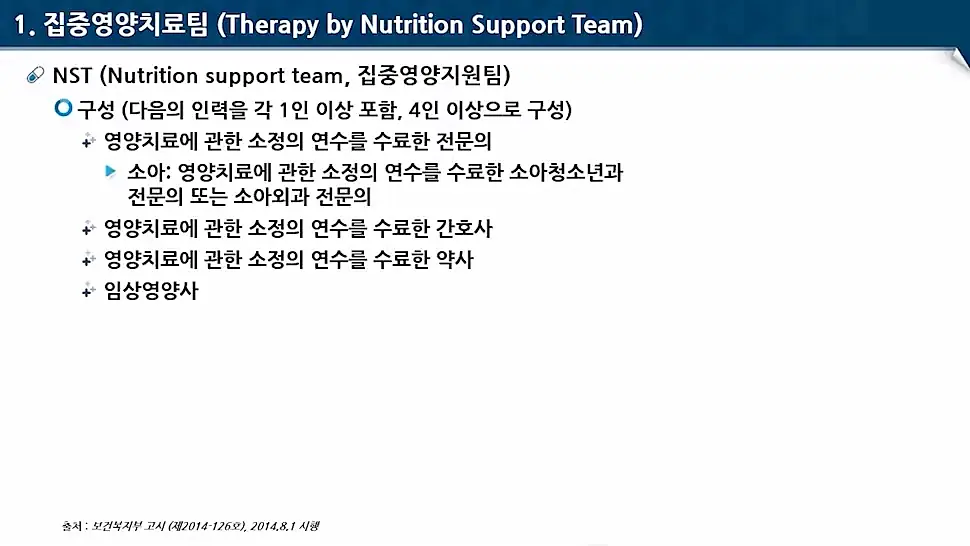 1. 집중영양치료팀 (Therapy by Nutrition Support Team)
NST (Nutrition support team, 집중영양지원팀)
구성 (다음의 인력을 각 1인 이상 포함, 4인 이상으로 구성)
영양치료에 관한 소정의 연수를 수료한 전문의
소아: 영양치료에 관한 소정의 연수를 수료한 소아청소년과
전문의 또는 소아외과 전문의
영양치료에 관한 소정의 연수를 수료한 간호사
영양치료에 관한 소정의 연수를 수료한 약사
임상영양사
출처 : 보건복지부 고시 (제2014-126호), 2014.8.1 시행